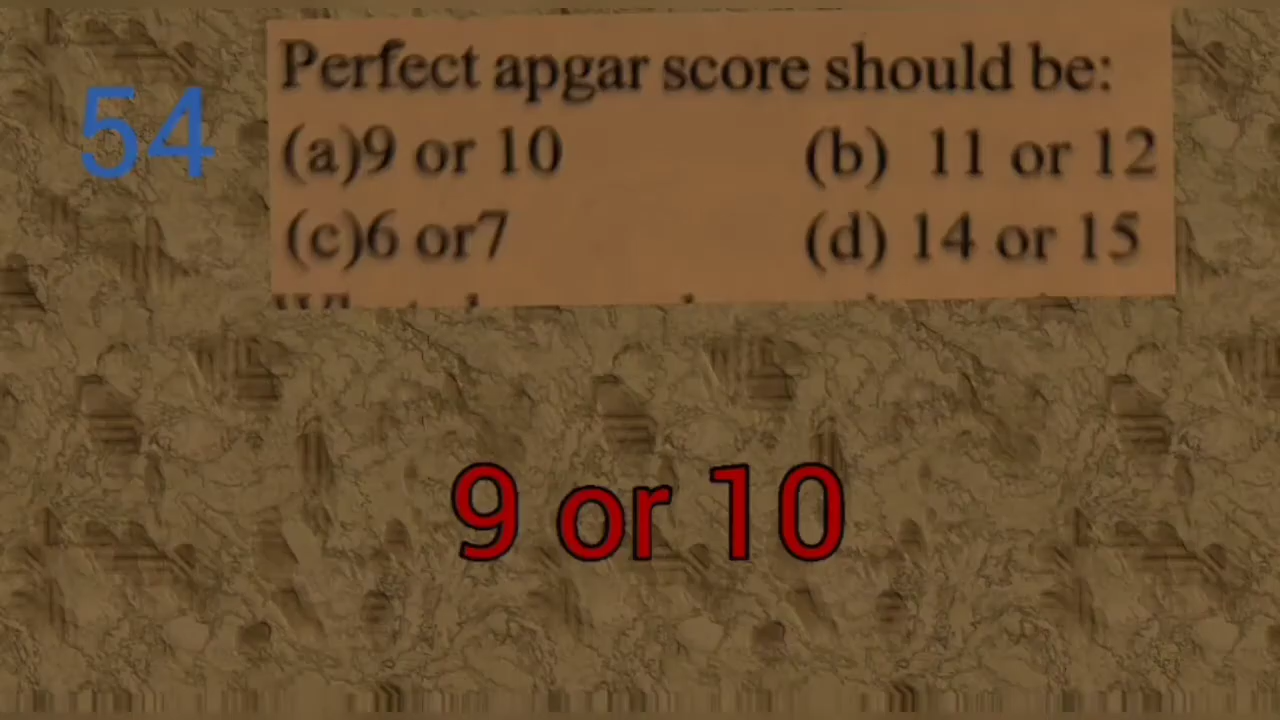 54
Perfect apgar score should be:
(a)9 or 10 (b) 11 or 12
(c)6 or7 (d) 14 or 15
9 or 10